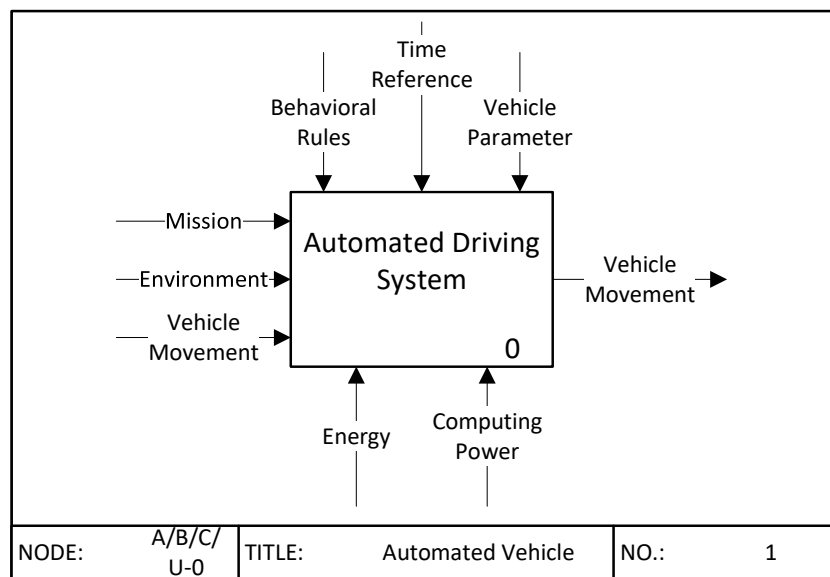 Time
Reference
Behavioral
Rules
Vehicle
Parameter
Mission
Environment
Vehicle
Movement
Automated Driving
System
0
Vehicle
Movement
Energy
Computing
Power
NODE:
A/B/C/
U-0
TITLE:
Automated Vehicle
NO.:
1